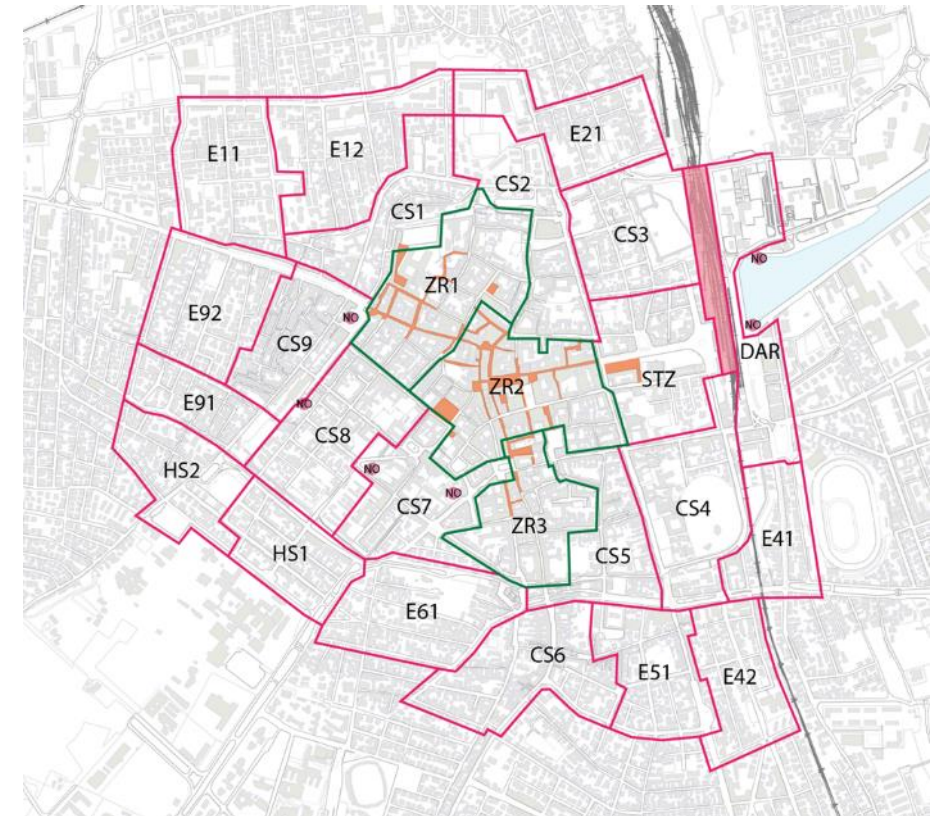 E21
E11
E12
CS2
CS1
CS3
NO
ZR1
E92
NO
CS9
NO
DAR
ZR2
STZ
E91
NO
CS8
HS2
NO
NO
CS7
CS4
ZR3
E41
HS1
CS5
E61
CS6
E51
E42